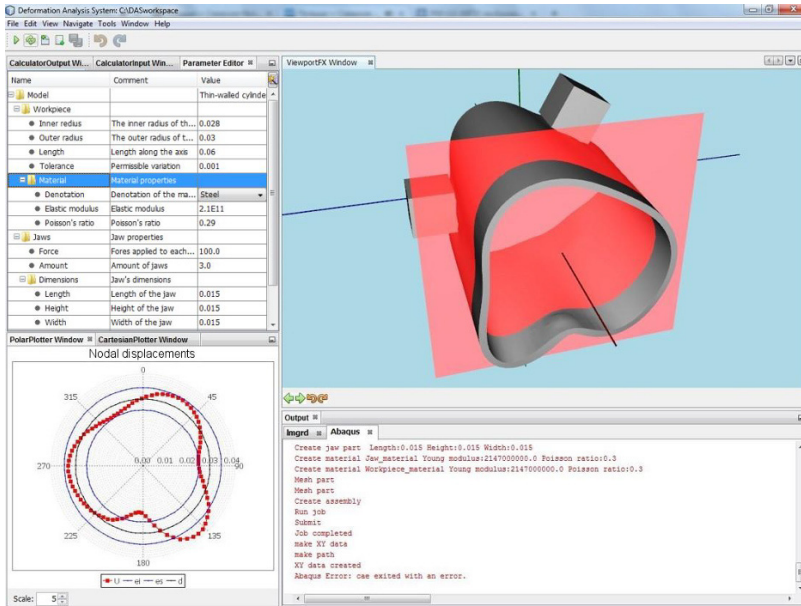 Deformation Analysis System: C:\DASworkspace
File Edit View Navigate Tools Window Help
CalculatorOutput Wi... CalculatorInput Win... Parameter Editor
Name Comment Value
Model Thin-walled cylinde
Workpiece
Inner redius The inner radius of th... 0.028
Outer radius The outer radius of t... 0.03
Length Length along the axis 0.06
Tolerance Permissible variation 0.001
Material Material properties
Denotation Denotation of the ma... Steel
Elastic modulus Elastic modulus 2.1E11
Poisson's ratio Poisson's ratio 0.29
Jaws Jaw properties
Force Fores applied to each... 100.0
Amount Amount of jaws 3.0
Dimensions Jaw's dimensions
Length Length of the jaw 0.015
Height Height of the jaw 0.015
Width Width of the jaw 0.015
PolarPlotter Window CartesianPlotter Window
Nodal displacements
0
315 45
270 0.00 0.01 0.02 0.03 0.04 90
225 135
180
U ei es d
Scale: 5
ViewportFX Window
Output
Imgrd Abaqus
Create jaw part Length:0.015 Height:0.015 Width:0.015
Create material Jaw_material Young modulus:2147000000.0 Poisson ratio:0.3
Create material Workpiece_material Young modulus:2147000000.0 Poisson ratio:0.3
Mesh part
Mesh part
Create assembly
Run job
Submit
Job completed
make XY data
make path
XY data created
Abaqus Error: cae exited with an error.